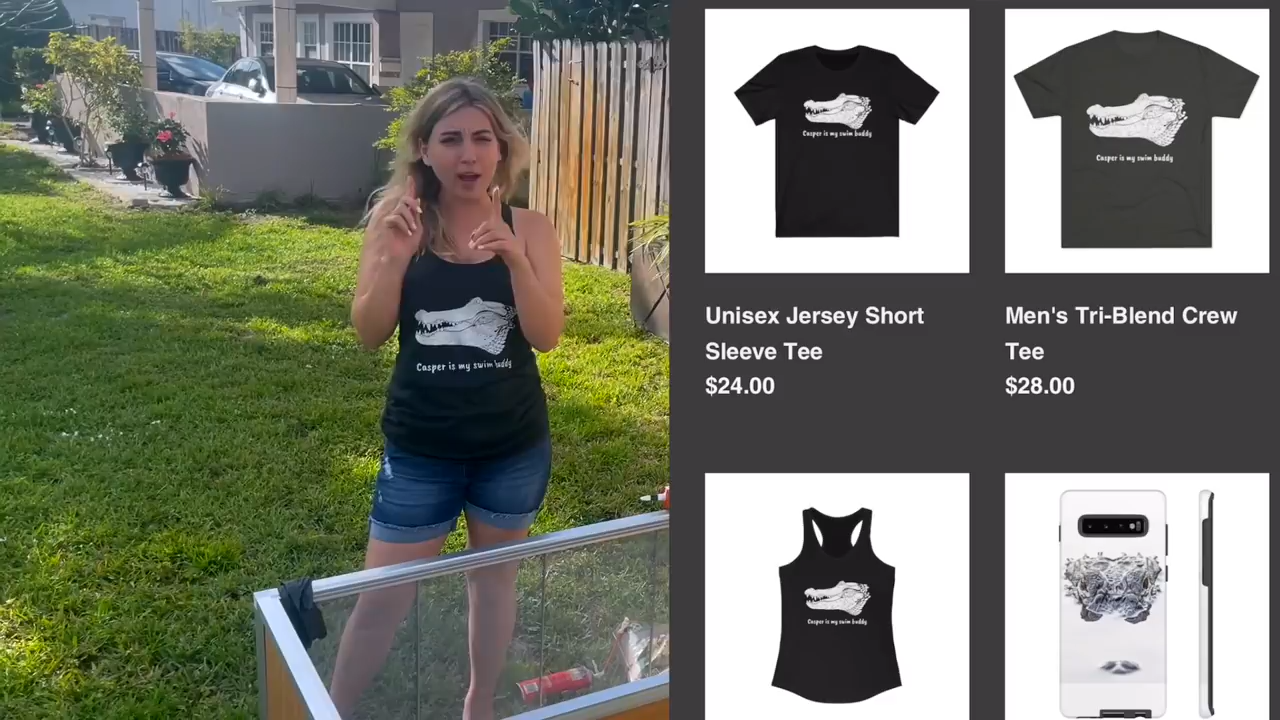 Casper is my swim buddy
Casper is my swim buddy
Casper is my swim buddy
Unisex Jersey Short
Sleeve Tee
$24.00
Men's Tri-Blend Crew
Tee
$28.00
Casper is my swim buddy